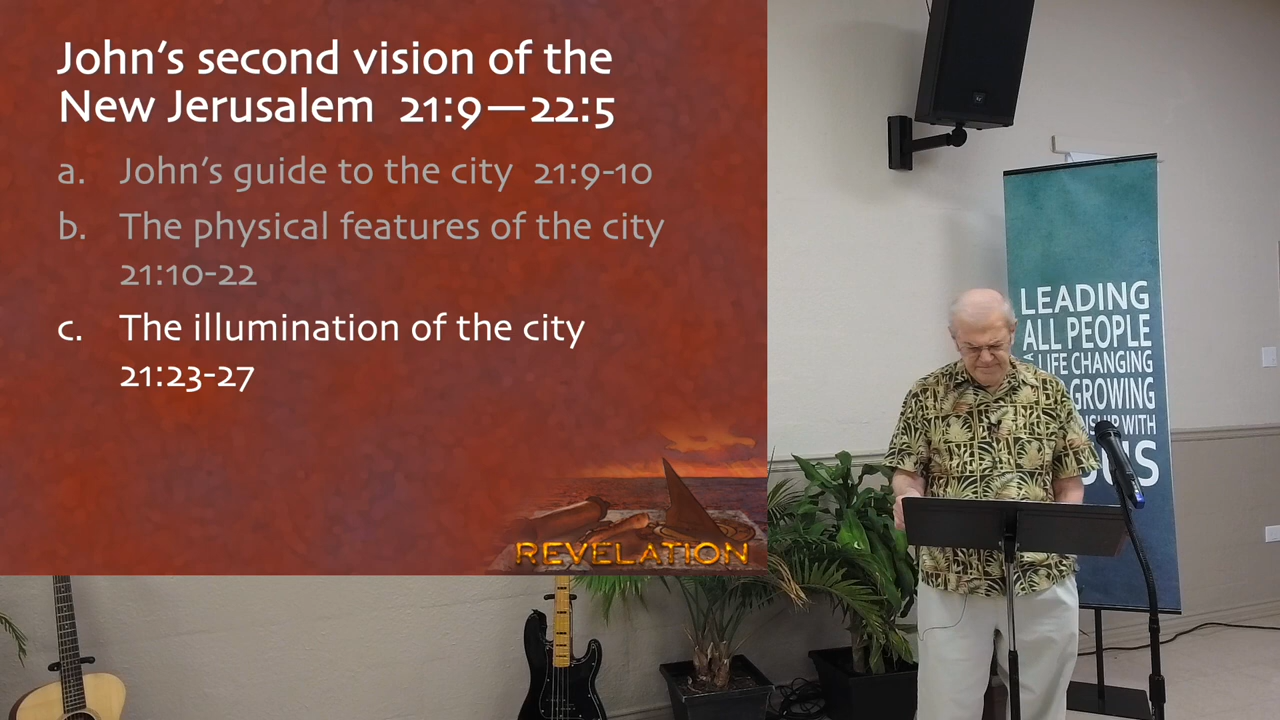 John's second vision of the
New Jerusalem 21:9—22:5
a. John's guide to the city 21:9-10
b. The physical features of the city
21:10-22
c. The illumination of the city
21:23-27
REVELATION
LEADING
ALL PEOPLE
LIFE CHANGING
GROWING
WITH